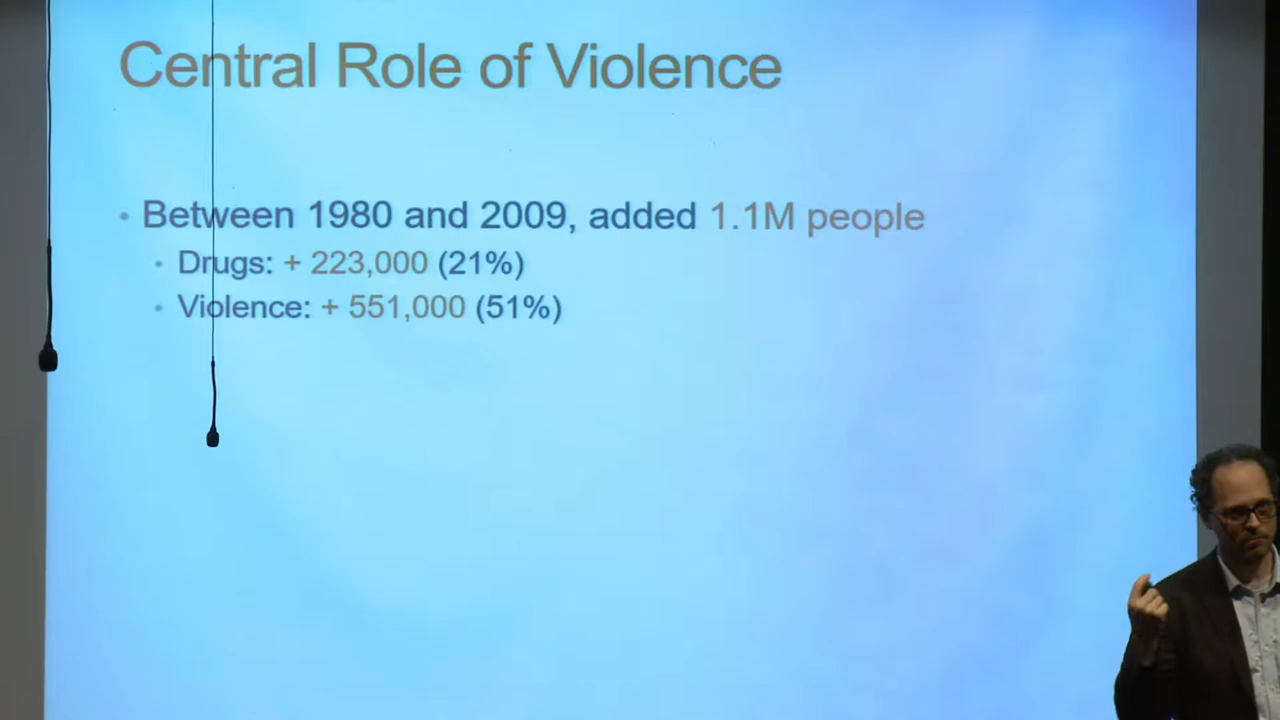 Central Role of Violence
• Between 1980 and 2009, added 1.1M people
• Drugs: + 223,000 (21%)
• Violence: + 551,000 (51%)